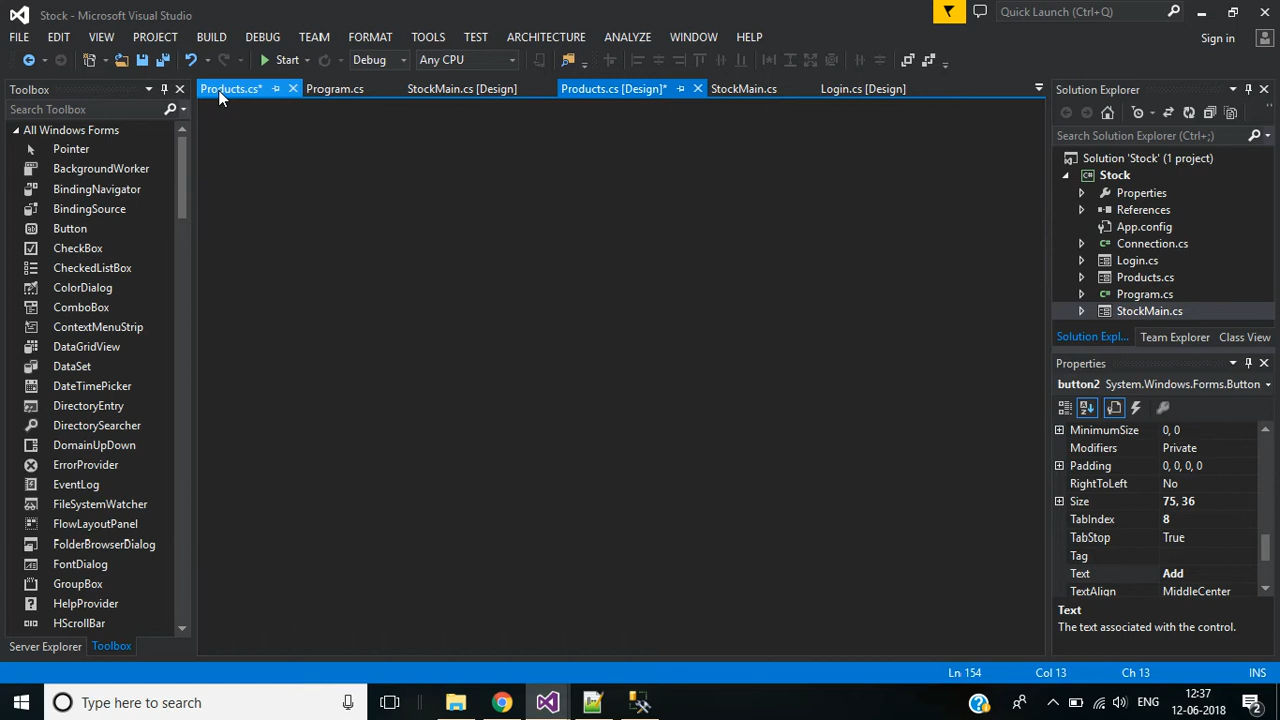 Stock - Microsoft Visual Studio
Quick Launch (Ctrl+Q)
FILE EDIT VIEW PROJECT BUILD DEBUG TEAM FORMAT TOOLS TEST ARCHITECTURE ANALYZE WINDOW HELP
Sign in
Start Debug Any CPU
Toolbox
Products.cs* Program.cs StockMain.cs [Design] Products.cs [Design]* StockMain.cs Login.cs [Design]
Solution Explorer
Search Toolbox
All Windows Forms
Pointer
BackgroundWorker
BindingNavigator
BindingSource
Button
CheckBox
CheckedListBox
ColorDialog
ComboBox
ContextMenuStrip
DataGridView
DataSet
DateTimePicker
DirectoryEntry
DirectorySearcher
DomainUpDown
ErrorProvider
EventLog
FileSystemWatcher
FlowLayoutPanel
FolderBrowserDialog
FontDialog
GroupBox
HelpProvider
HScrollBar
Server Explorer Toolbox
Search Solution Explorer (Ctrl+;)
Solution 'Stock' (1 project)
Stock
Properties
References
App.config
Connection.cs
Login.cs
Products.cs
Program.cs
StockMain.cs
Solution Expl... Team Explorer Class View
Properties
button2 System.Windows.Forms.Button
MinimumSize 0, 0
Modifiers Private
Padding 0, 0, 0, 0
RightToLeft No
Size 75, 36
TabIndex 8
TabStop True
Tag
Text Add
TextAlign MiddleCenter
Text
The text associated with the control.
Ln 154 Col 13 Ch 13 INS
Type here to search
ENG
12:37
12-06-2018
2